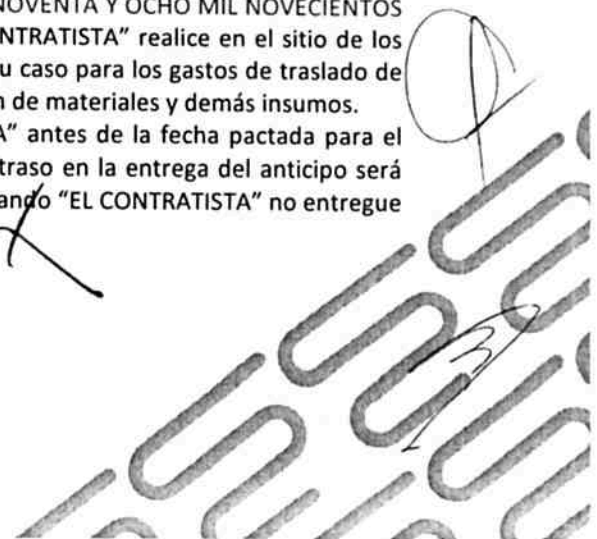 NOVENTA Y OCHO MIL NOVECIENTOS
NTRATISTA” realice en el sitio de los
u caso para los gastos de traslado de
n de materiales y demás insumos.
A” antes de la fecha pactada para el
traso en la entrega del anticipo será
ando “EL CONTRATISTA” no entregue